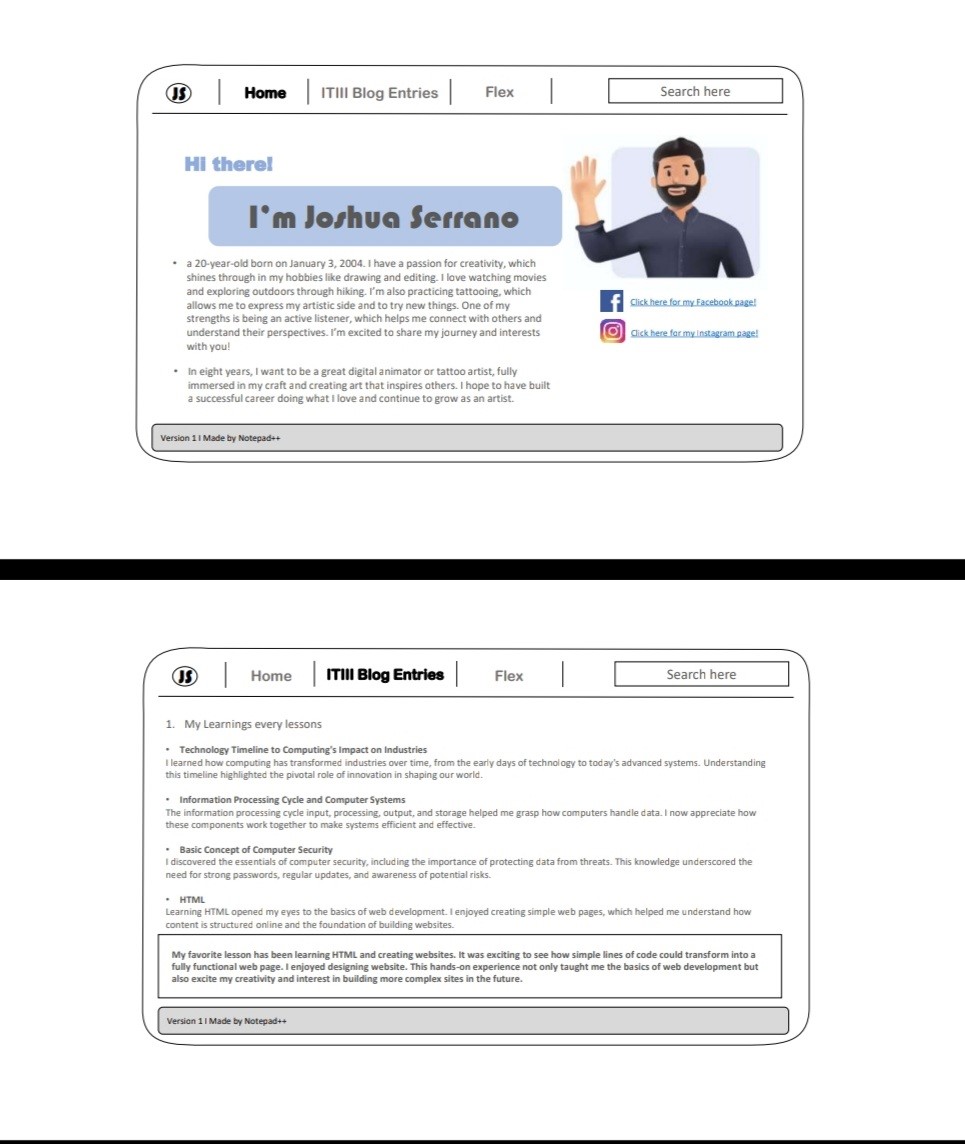 JS
Home
ITIII Blog Entries
Flex
Search here
Hi there!
I'm Joshua Serrano
• a 20-year-old born on January 3, 2004. I have a passion for creativity, which
shines through in my hobbies like drawing and editing. I love watching movies
and exploring outdoors through hiking. I'm also practicing tattooing, which
allows me to express my artistic side and to try new things. One of my
strengths is being an active listener, which helps me connect with others and
understand their perspectives. I'm excited to share my journey and interests
with you!
• In eight years, I want to be a great digital animator or tattoo artist, fully
immersed in my craft and creating art that inspires others. I hope to have built
a successful career doing what I love and continue to grow as an artist.
Click here for my Facebook page!
Click here for my Instagram page!
Version 1 I Made by Notepad++
JS
Home
ITIII Blog Entries
Flex
Search here
1. My Learnings every lessons
• Technology Timeline to Computing's Impact on Industries
I learned how computing has transformed industries over time, from the early days of technology to today's advanced systems. Understanding
this timeline highlighted the pivotal role of innovation in shaping our world.
• Information Processing Cycle and Computer Systems
The information processing cycle input, processing, output, and storage helped me grasp how computers handle data. I now appreciate how
these components work together to make systems efficient and effective.
• Basic Concept of Computer Security
I discovered the essentials of computer security, including the importance of protecting data from threats. This knowledge underscored the
need for strong passwords, regular updates, and awareness of potential risks.
• HTML
Learning HTML opened my eyes to the basics of web development. I enjoyed creating simple web pages, which helped me understand how
content is structured online and the foundation of building websites.
My favorite lesson has been learning HTML and creating websites. It was exciting to see how simple lines of code could transform into a
fully functional web page. I enjoyed designing website. This hands-on experience not only taught me the basics of web development but
also excite my creativity and interest in building more complex sites in the future.
Version 1 I Made by Notepad++